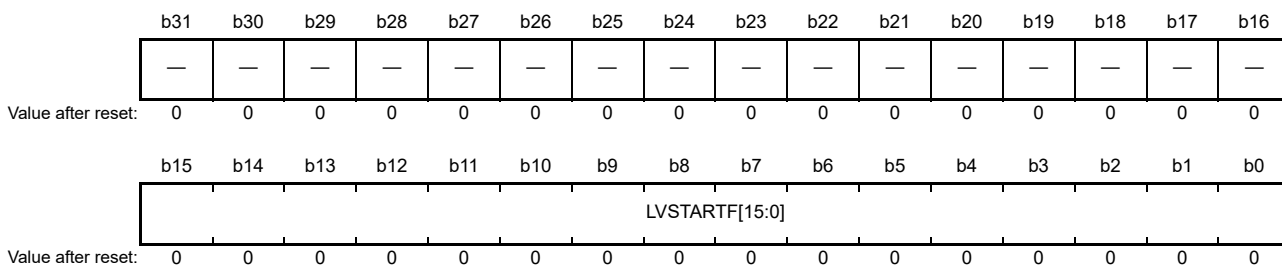 b31 b30 b29 b28 b27 b26 b25 b24 b23 b22 b21 b20 b19 b18 b17 b16
— — — — — — — — — — — — — — — —
Value after reset: 0 0 0 0 0 0 0 0 0 0 0 0 0 0 0 0
b15 b14 b13 b12 b11 b10 b9 b8 b7 b6 b5 b4 b3 b2 b1 b0
LVSTARTF[15:0]
Value after reset: 0 0 0 0 0 0 0 0 0 0 0 0 0 0 0 0